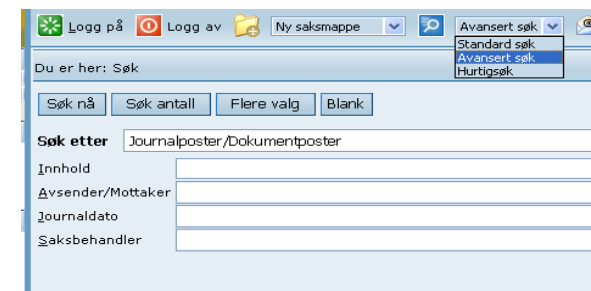 Logg på Logg av Ny saksmappe Avansert søk
Standard søk
Avansert søk
Hurtigsøk
Du er her: Søk
Søk nå Søk antall Flere valg Blank
Søk etter Journalposter/Dokumentposter
Innhold
Avsender/Mottaker
Journaldato
Saksbehandler